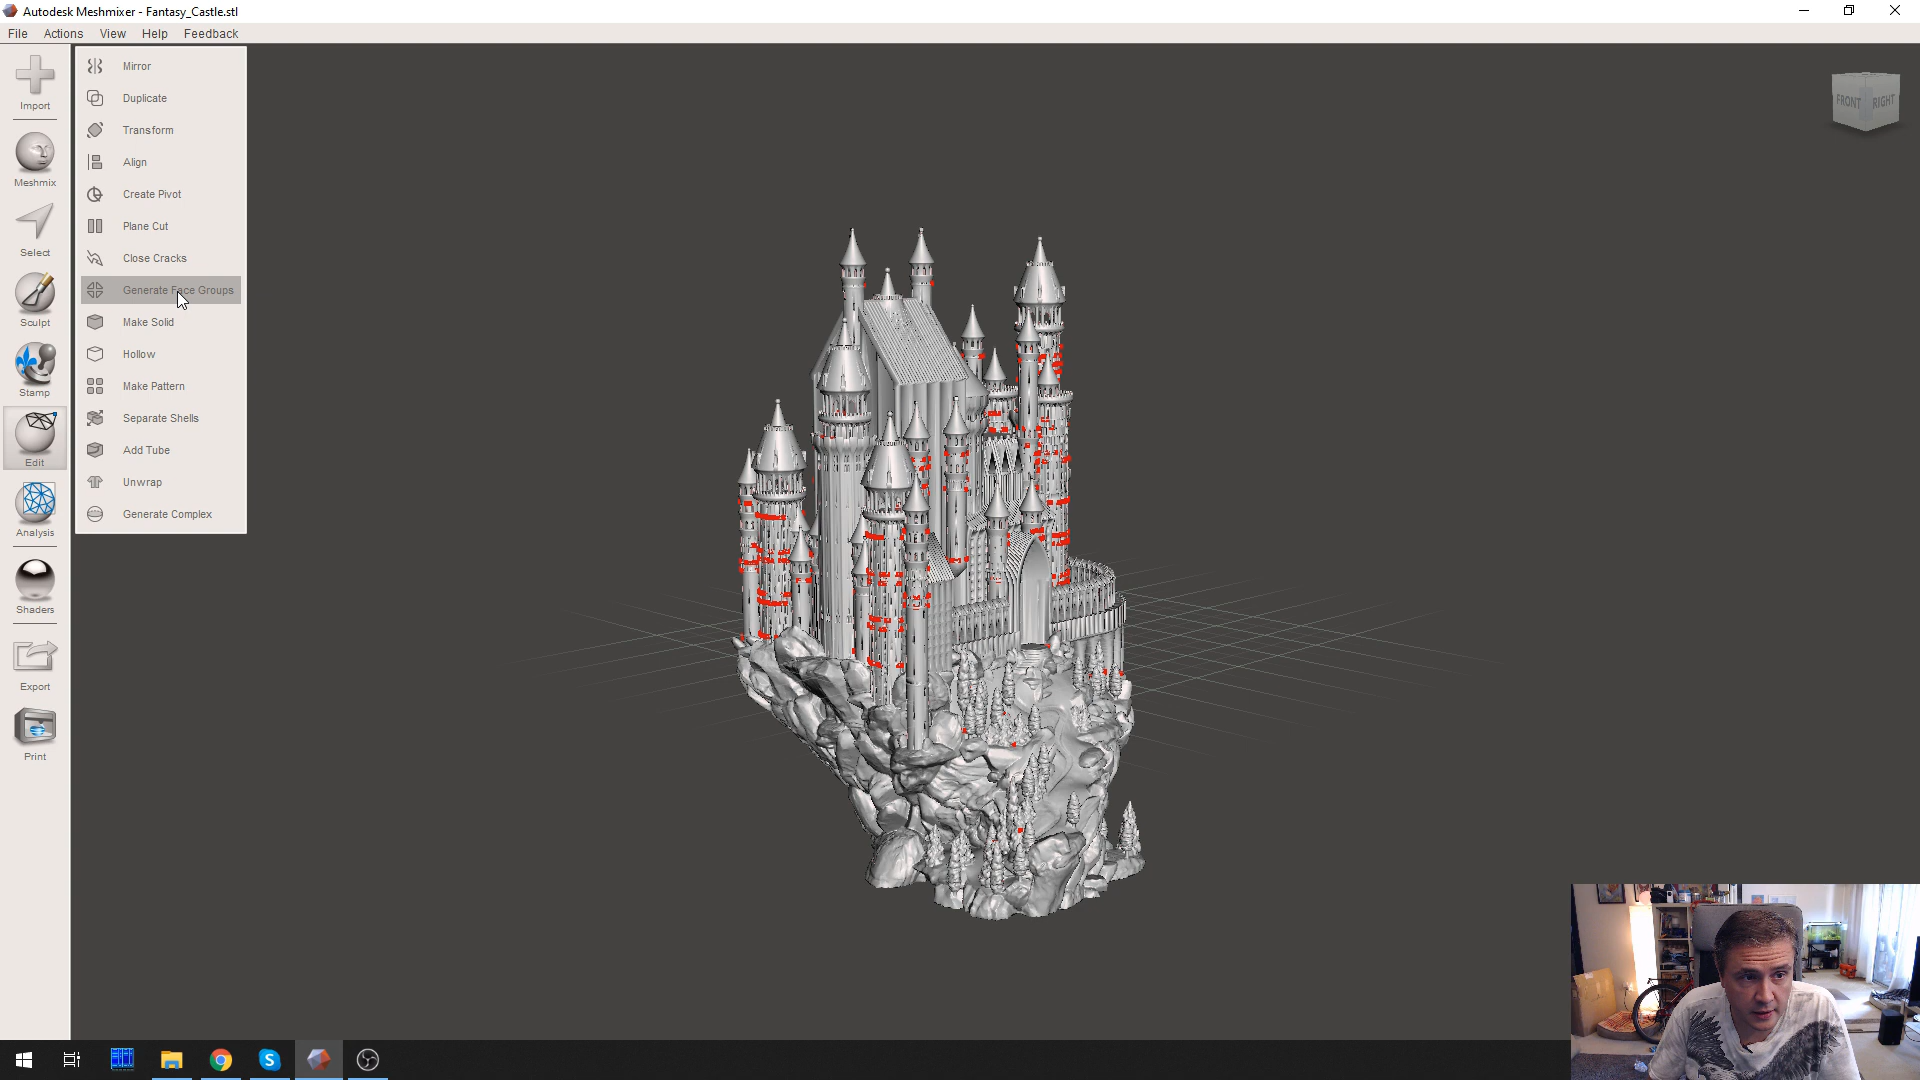 Autodesk Meshmixer - Fantasy_Castle.stl
File Actions View Help Feedback
Import
Meshmix
Select
Sculpt
Stamp
Edit
Analysis
Shaders
Export
Print
Mirror
Duplicate
Transform
Align
Create Pivot
Plane Cut
Close Cracks
Generate Face Groups
Make Solid
Hollow
Make Pattern
Separate Shells
Add Tube
Unwrap
Generate Complex
FRONT RIGHT